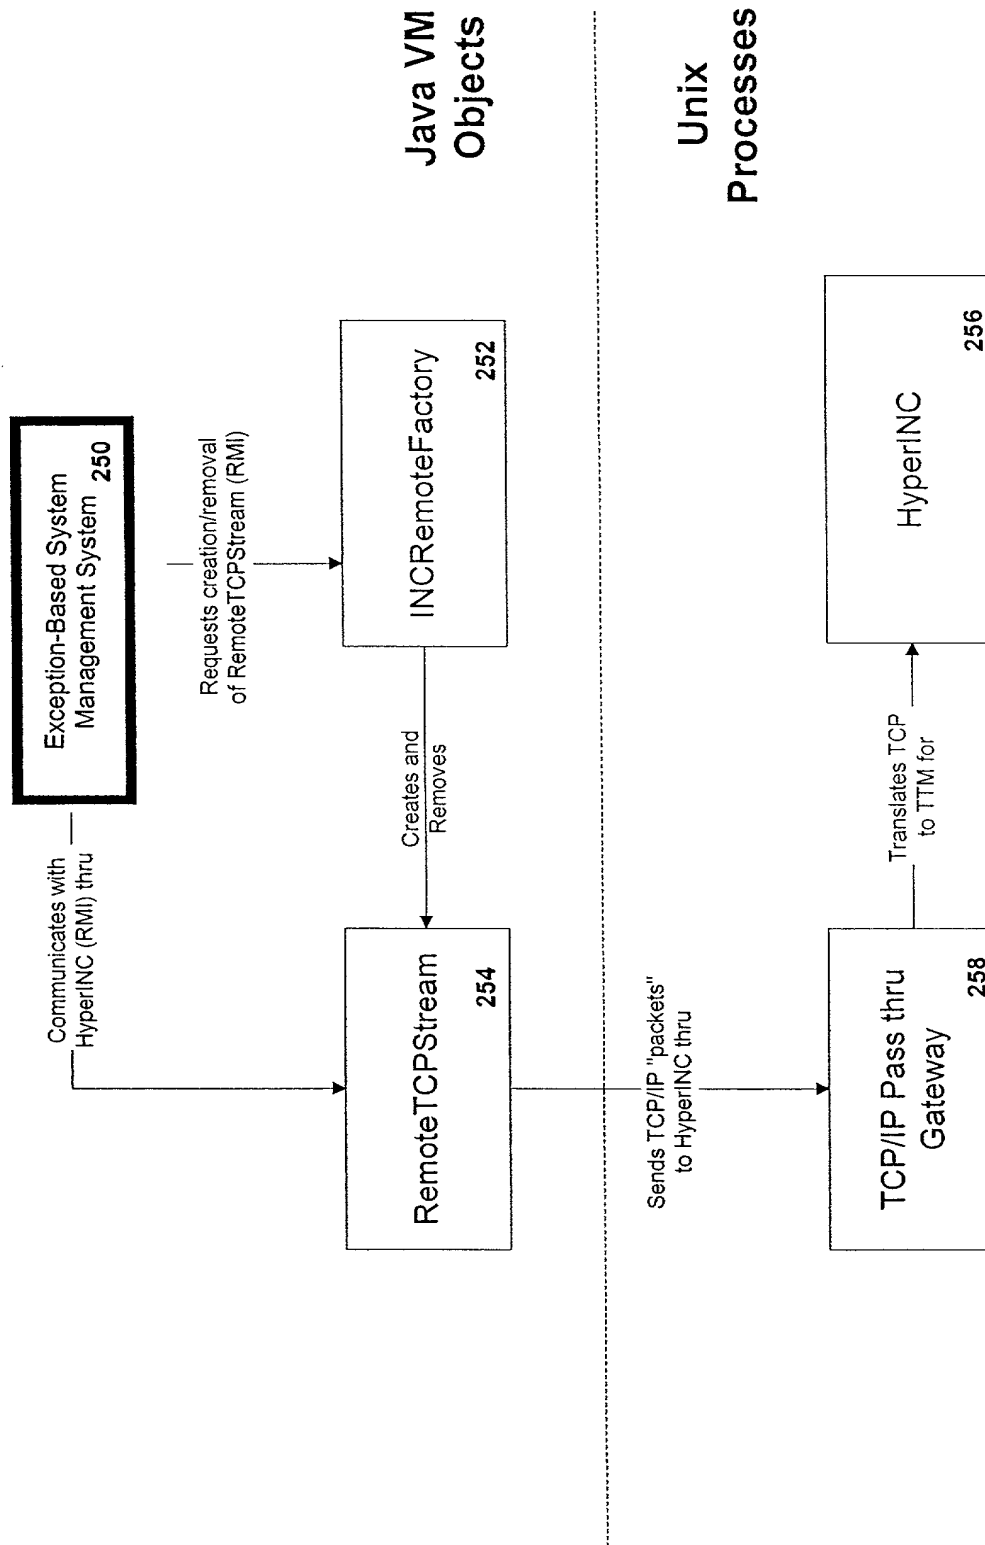 Exception-Based System
Management System
250
Communicates with
HyperINC (RMI) thru
Requests creation/removal
of RemoteTCPStream (RMI)
RemoteTCPStream
254
Creates and
Removes
INCRemoteFactory
252
Java VM
Objects
Sends TCP/IP "packets"
to HyperINC thru
Unix
Processes
TCP/IP Pass thru
Gateway
258
Translates TCP
to TTM for
HyperINC
256